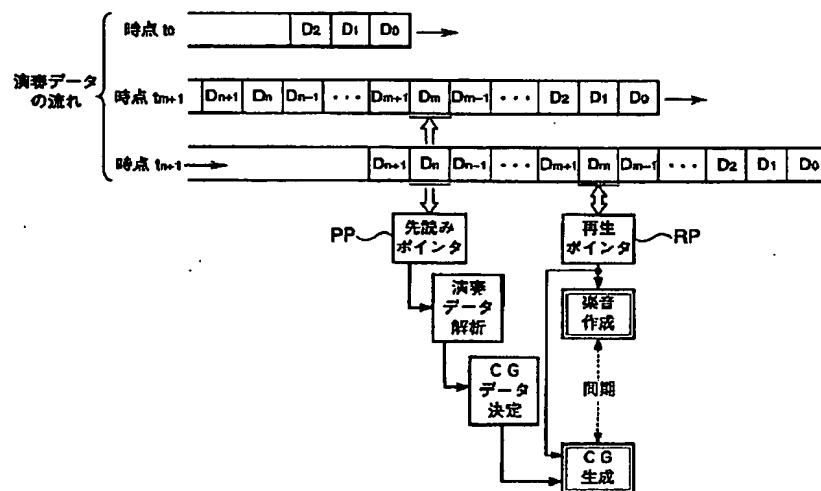 時点 t0
D2 D1 D0
演奏データ
の流れ
時点 tm+1
Dn+1 Dn Dn-1 ・・・ Dm+1 Dm Dm-1 ・・・ D2 D1 D0
時点 tn+1
Dn+1 Dn Dn-1 ・・・ Dm+1 Dm Dm-1 ・・・ D2 D1 D0
PP
先読み
ポインタ
再生
ポインタ
RP
演奏
データ
解析
楽音
作成
CG
データ
決定
同期
CG
生成